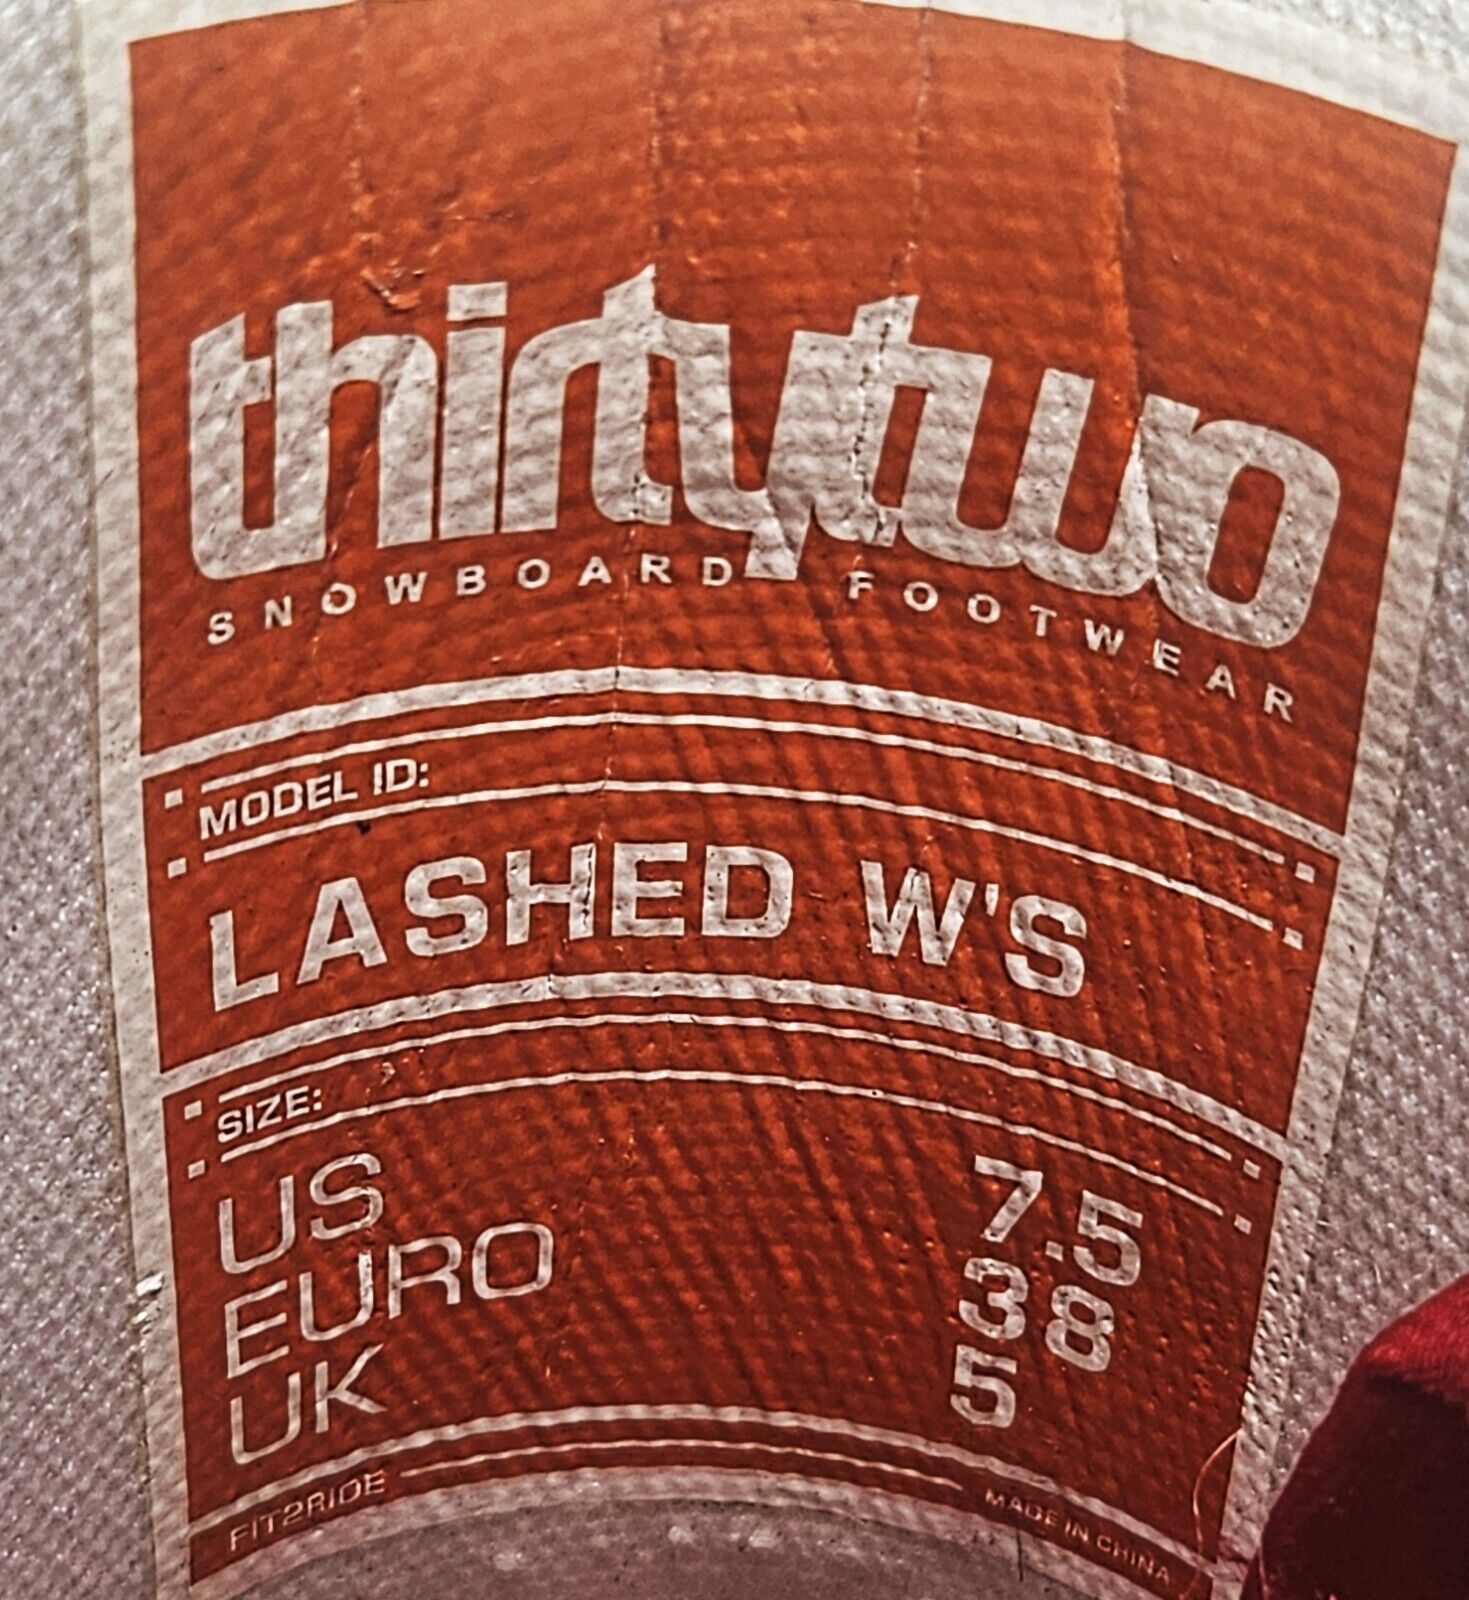 thirtytwo
SNOWBOARD FOOTWEAR
MODEL ID:
LASHED W'S
SIZE:
US 7.5
EURO 38
UK 5
FIT2RIDE MADE IN CHINA